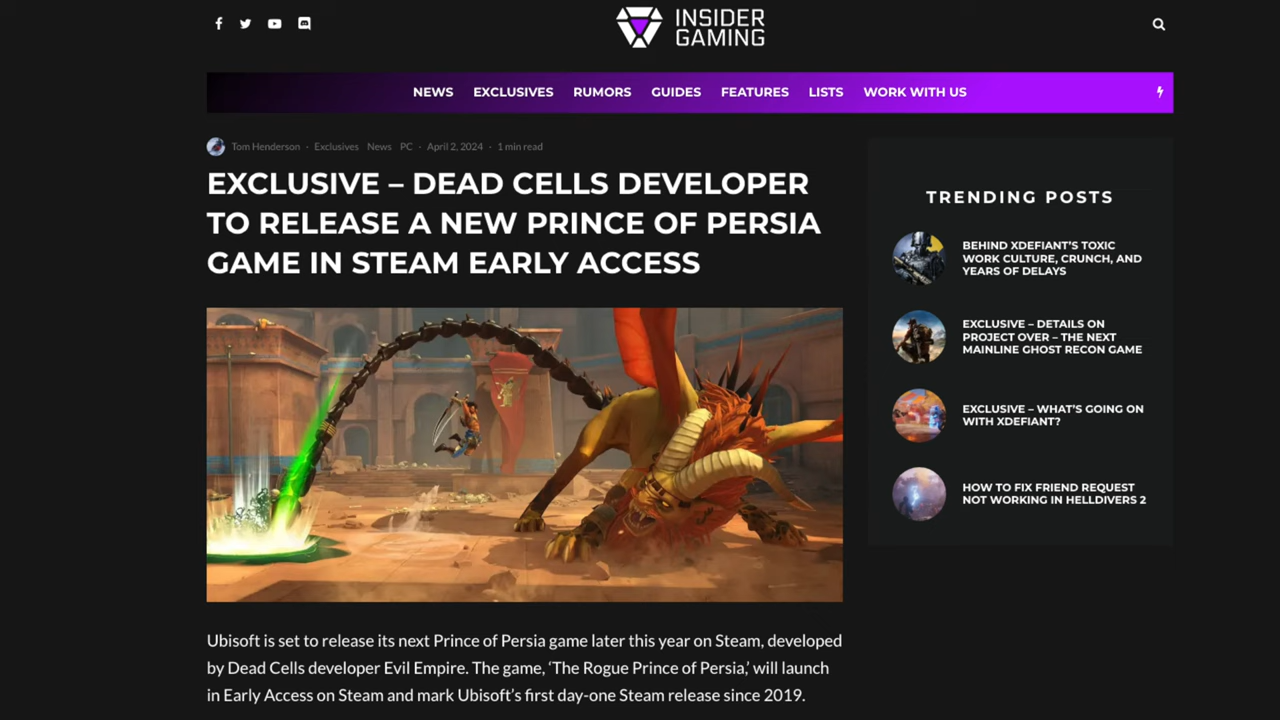 INSIDER
GAMING
NEWS EXCLUSIVES RUMORS GUIDES FEATURES LISTS WORK WITH US
Tom Henderson · Exclusives News PC · April 2, 2024 · 1 min read
EXCLUSIVE – DEAD CELLS DEVELOPER
TO RELEASE A NEW PRINCE OF PERSIA
GAME IN STEAM EARLY ACCESS
Ubisoft is set to release its next Prince of Persia game later this year on Steam, developed
by Dead Cells developer Evil Empire. The game, ‘The Rogue Prince of Persia,’ will launch
in Early Access on Steam and mark Ubisoft’s first day-one Steam release since 2019.
TRENDING POSTS
BEHIND XDEFIANT’S TOXIC
WORK CULTURE, CRUNCH, AND
YEARS OF DELAYS
EXCLUSIVE – DETAILS ON
PROJECT OVER – THE NEXT
MAINLINE GHOST RECON GAME
EXCLUSIVE – WHAT’S GOING ON
WITH XDEFIANT?
HOW TO FIX FRIEND REQUEST
NOT WORKING IN HELLDIVERS 2